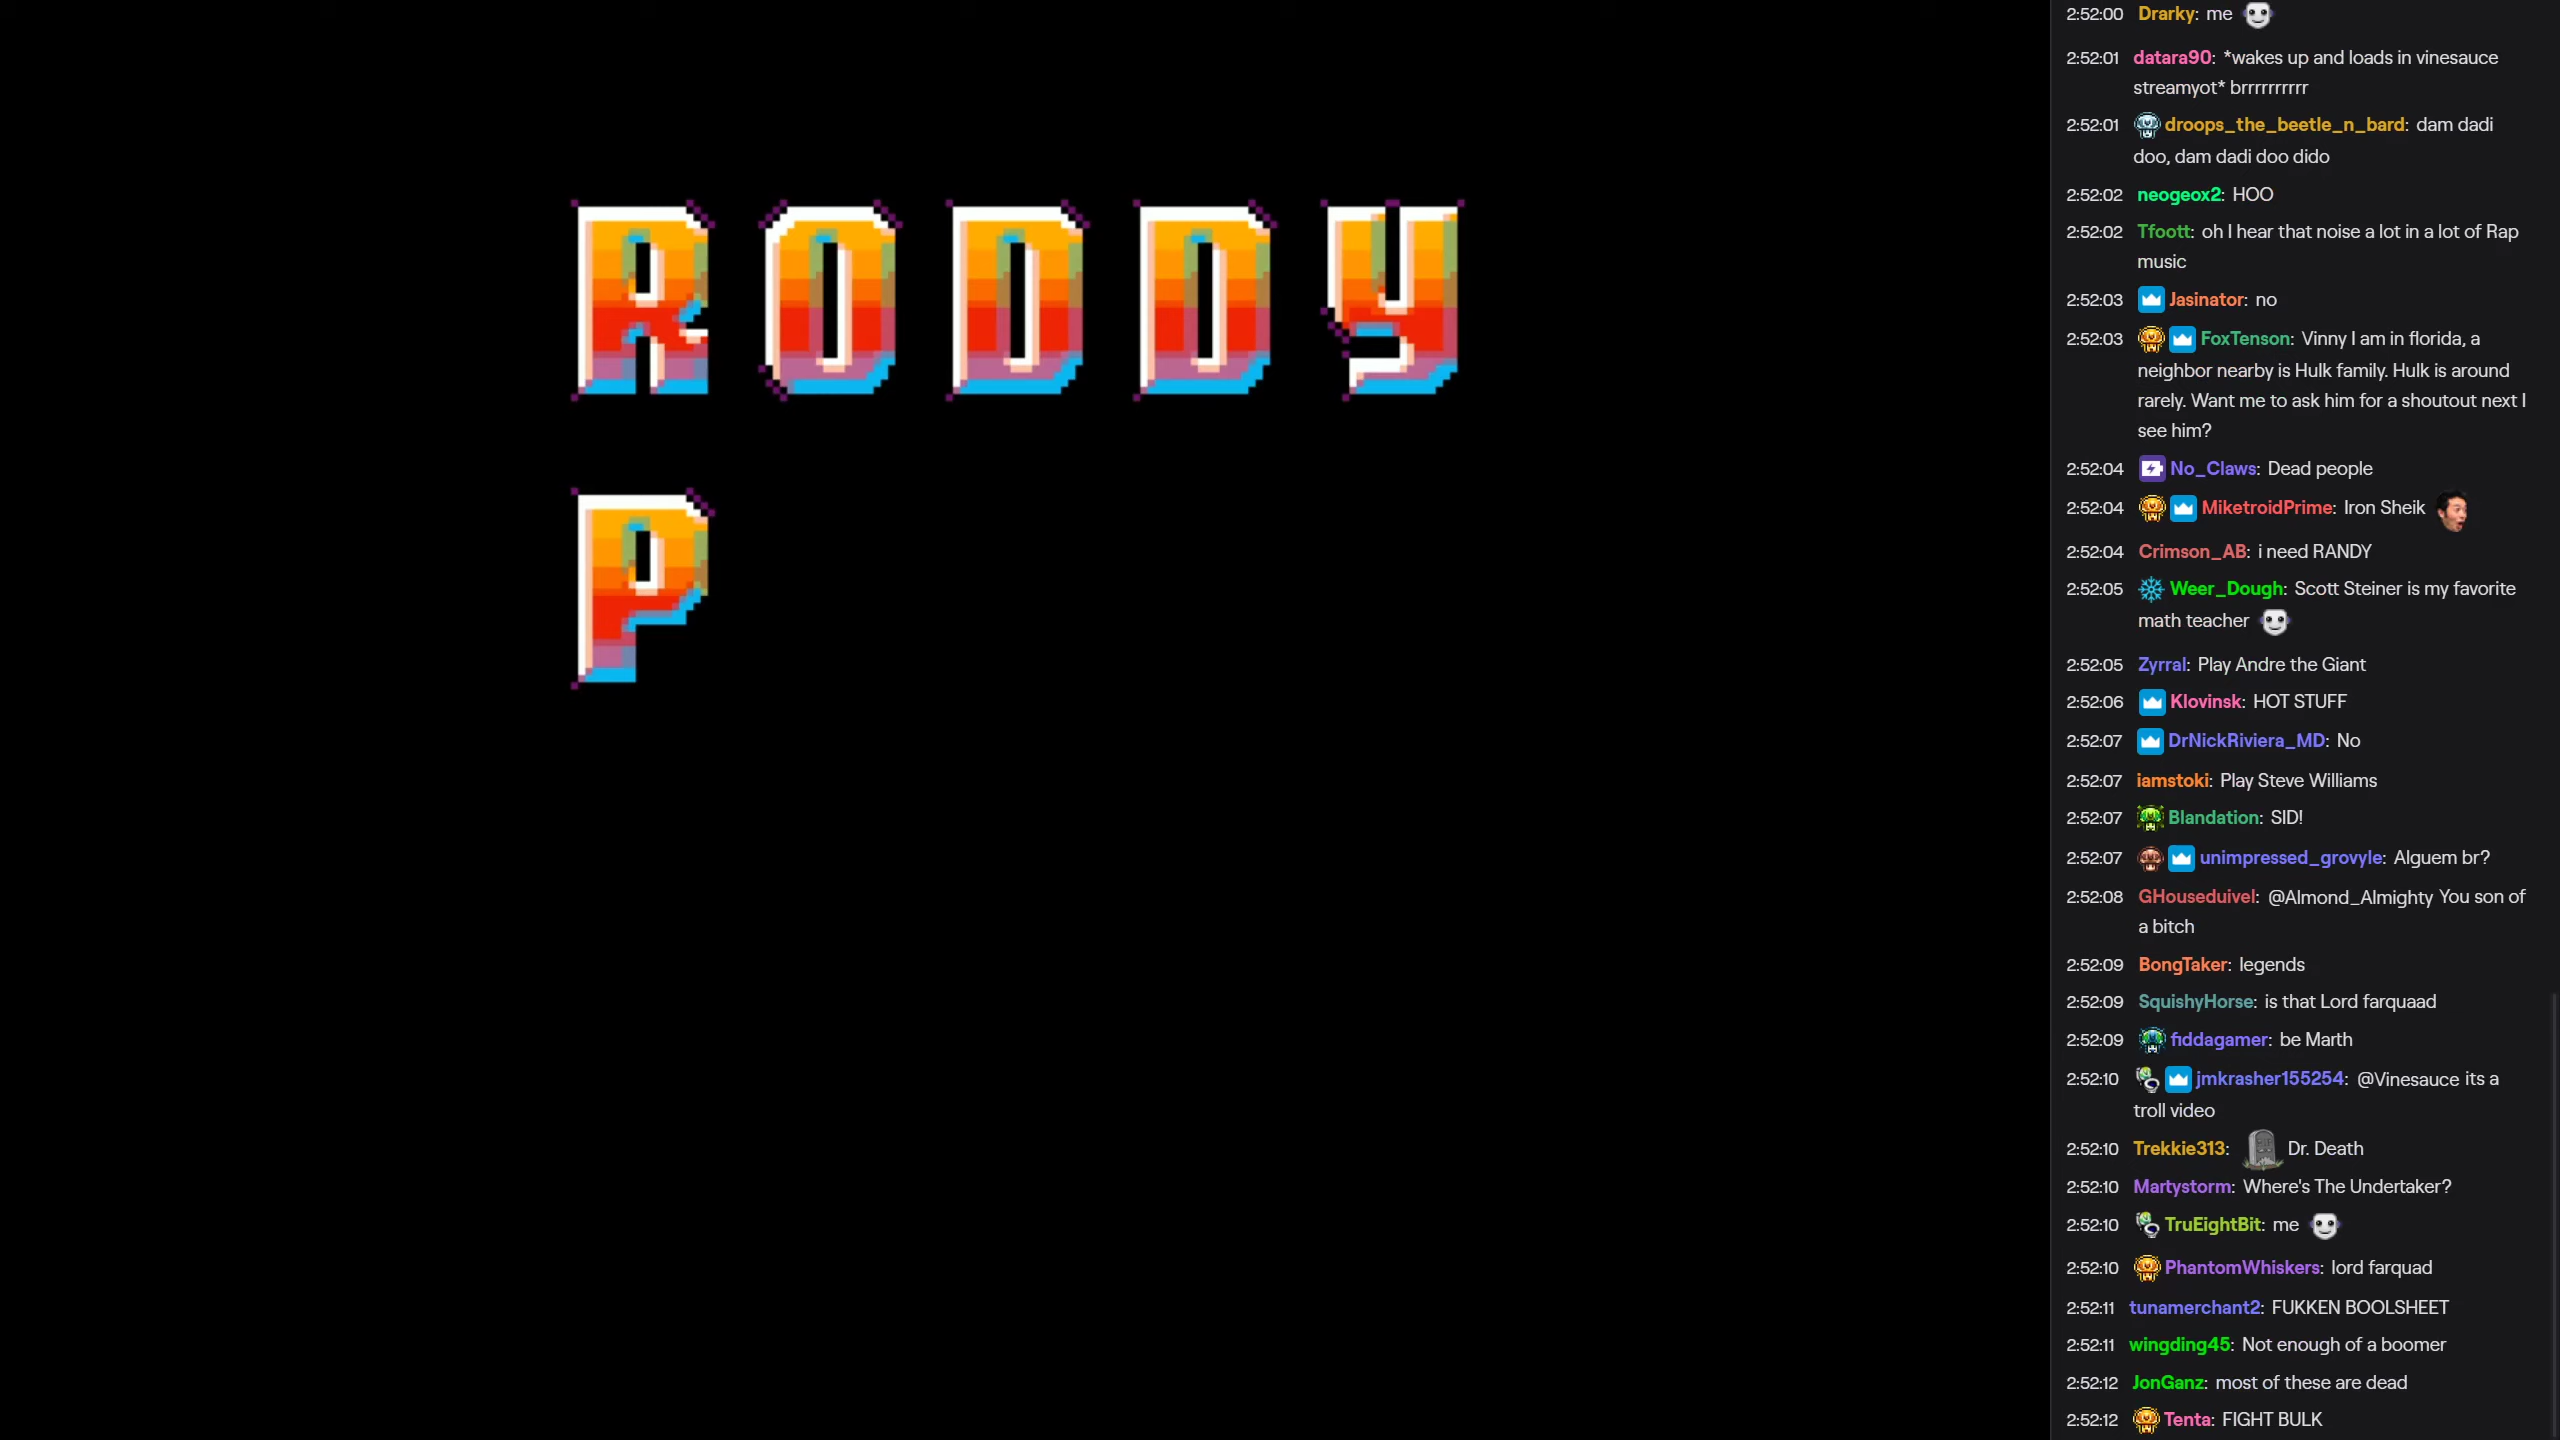 RODDY
P
2:52:00 Drarky: me
2:52:01 datara90: *wakes up and loads in vinesauce
streamyot* brrrrrrrrrr
2:52:01 droops_the_beetle_n_bard: dam dadi
doo, dam dadi doo dido
2:52:02 neogeox2: HOO
2:52:02 Tfoott: oh I hear that noise a lot in a lot of Rap
music
2:52:03 Jasinator: no
2:52:03 FoxTenson: Vinny I am in florida, a
neighbor nearby is Hulk family. Hulk is around
rarely. Want me to ask him for a shoutout next I
see him?
2:52:04 No_Claws: Dead people
2:52:04 MiketroidPrime: Iron Sheik
2:52:04 Crimson_AB: i need RANDY
2:52:05 Weer_Dough: Scott Steiner is my favorite
math teacher
2:52:05 Zyrral: Play Andre the Giant
2:52:06 Klovinsk: HOT STUFF
2:52:07 DrNickRiviera_MD: No
2:52:07 iamstoki: Play Steve Williams
2:52:07 Blandation: SID!
2:52:07 unimpressed_grovyle: Alguem br?
2:52:08 GHouseduivel: @Almond_Almighty You son of
a bitch
2:52:09 BongTaker: legends
2:52:09 SquishyHorse: is that Lord farquaad
2:52:09 fiddagamer: be Marth
2:52:10 jmkrasher155254: @Vinesauce its a
troll video
2:52:10 Trekkie313: Dr. Death
2:52:10 Martystorm: Where's The Undertaker?
2:52:10 TruEightBit: me
2:52:10 PhantomWhiskers: lord farquad
2:52:11 tunamerchant2: FUKKEN BOOLSHEET
2:52:11 wingding45: Not enough of a boomer
2:52:12 JonGanz: most of these are dead
2:52:12 Tenta: FIGHT BULK